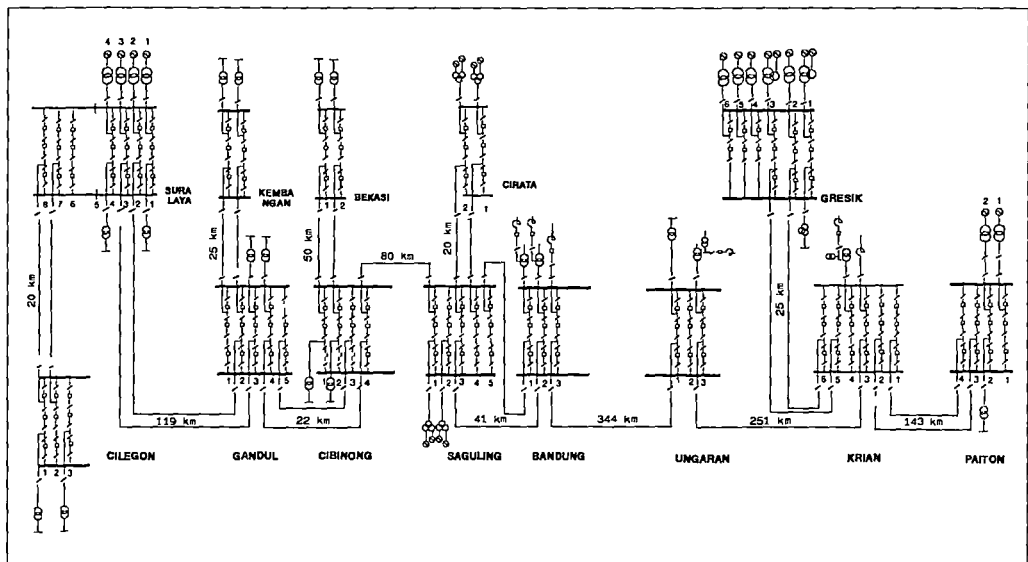 4 3 2 1
6 5 4 3 2 1
2 1
SURA
LAYA
8 7 6 5 4 3 2 1
KEMBA
NGAN
BEKASI
1 2
CIRATA
2 1
GRESIK
20 km
25 km
50 km
80 km
20 km
25 km
1 2 3 4 5
1 2 3 4
1 2 3 4 5
1 2 3
1 2 3
6 5 4 3 2 1
4 3 2 1
119 km
22 km
41 km
344 km
251 km
143 km
1 2 3
CILEGON
GANDUL
CIBINONG
SAGULING
BANDUNG
UNGARAN
KRIAN
PAITON